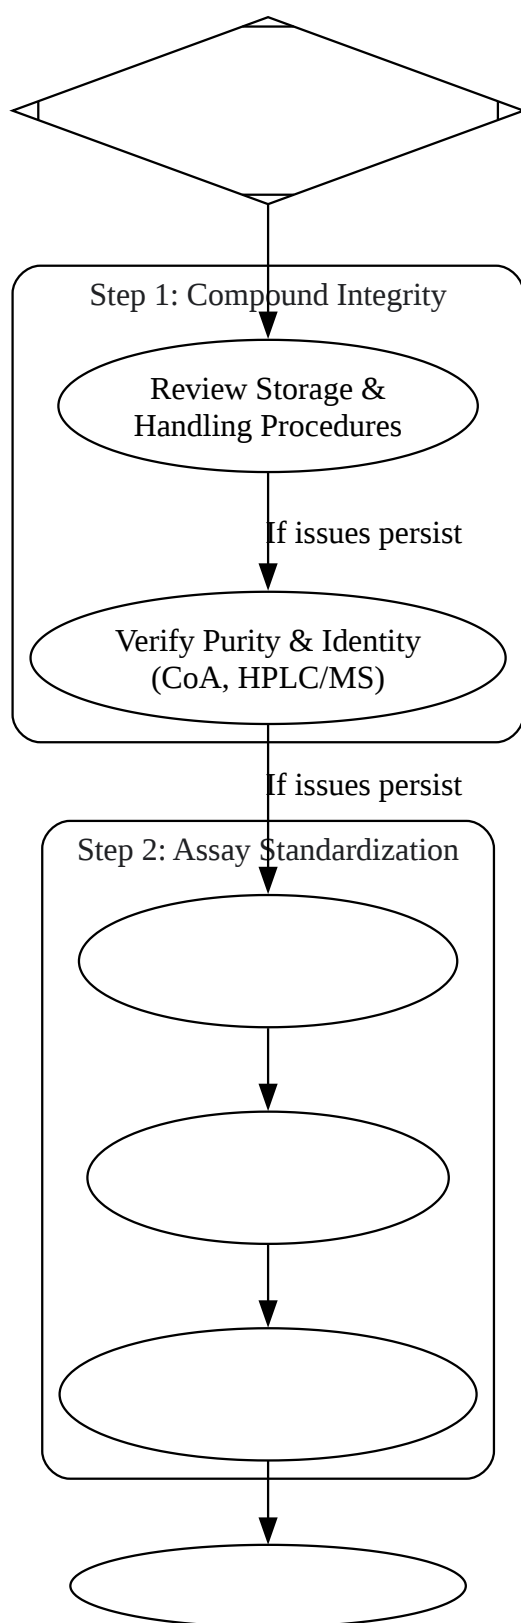 Step 1: Compound Integrity
Review Storage &
Handling Procedures
If issues persist
Verify Purity & Identity
(CoA, HPLC/MS)
If issues persist
Step 2: Assay Standardization